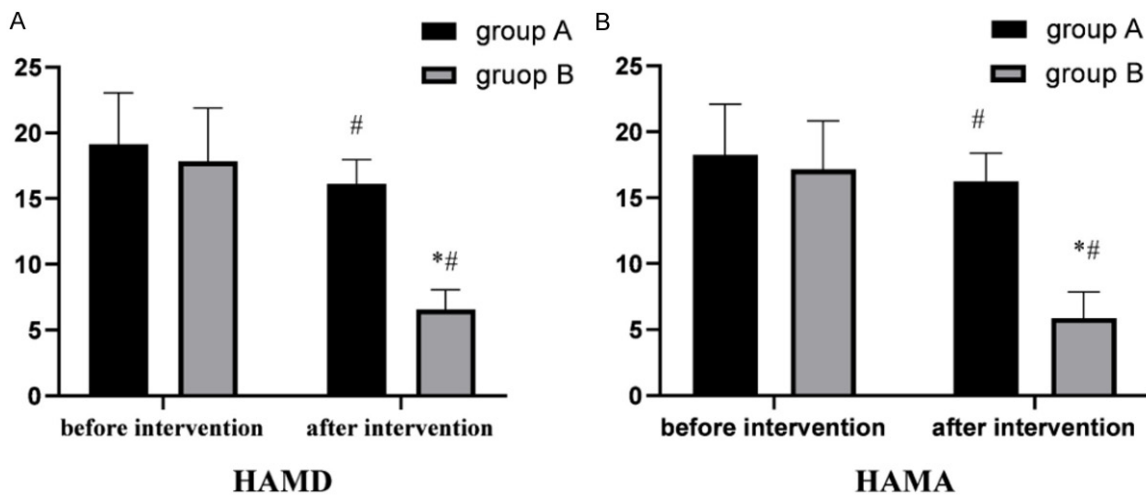 A
group A
gruop B
25
20
15
10
5
0
#
*#
before intervention
after intervention
HAMD
B
group A
group B
25
20
15
10
5
0
#
*#
before intervention
after intervention
HAMA